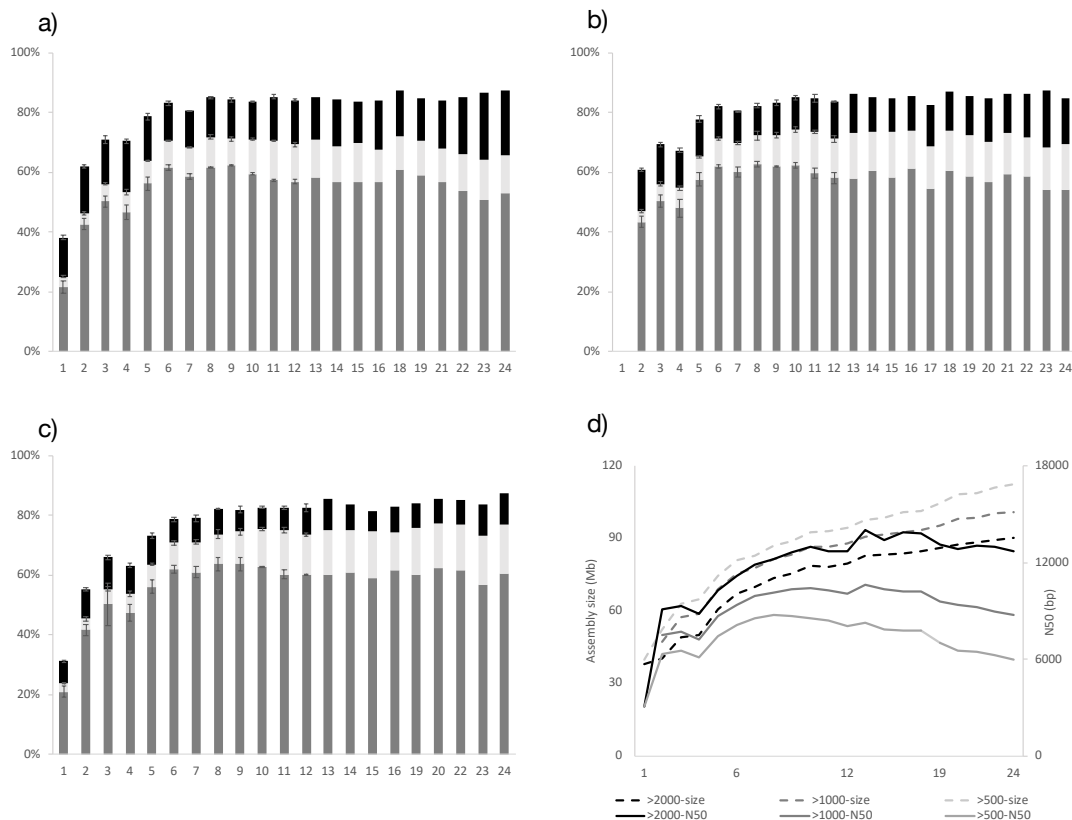 a)
100%
80%
60%
40%
20%
0%
1 2 3 4 5 6 7 8 9 10 11 12 13 14 15 16 18 19 21 22 23 24
b)
100%
80%
60%
40%
20%
0%
1 2 3 4 5 6 7 8 9 10 11 12 13 14 15 16 17 18 19 20 21 22 23 24
c)
100%
80%
60%
40%
20%
0%
1 2 3 4 5 6 7 8 9 10 11 12 13 14 15 16 19 20 22 23 24
d)
120
90
60
30
0
Assembly size (Mb)
18000
12000
6000
0
N50 (bp)
1 6 12 19 24
>2000-size >1000-size >500-size
>2000-N50 >1000-N50 >500-N50